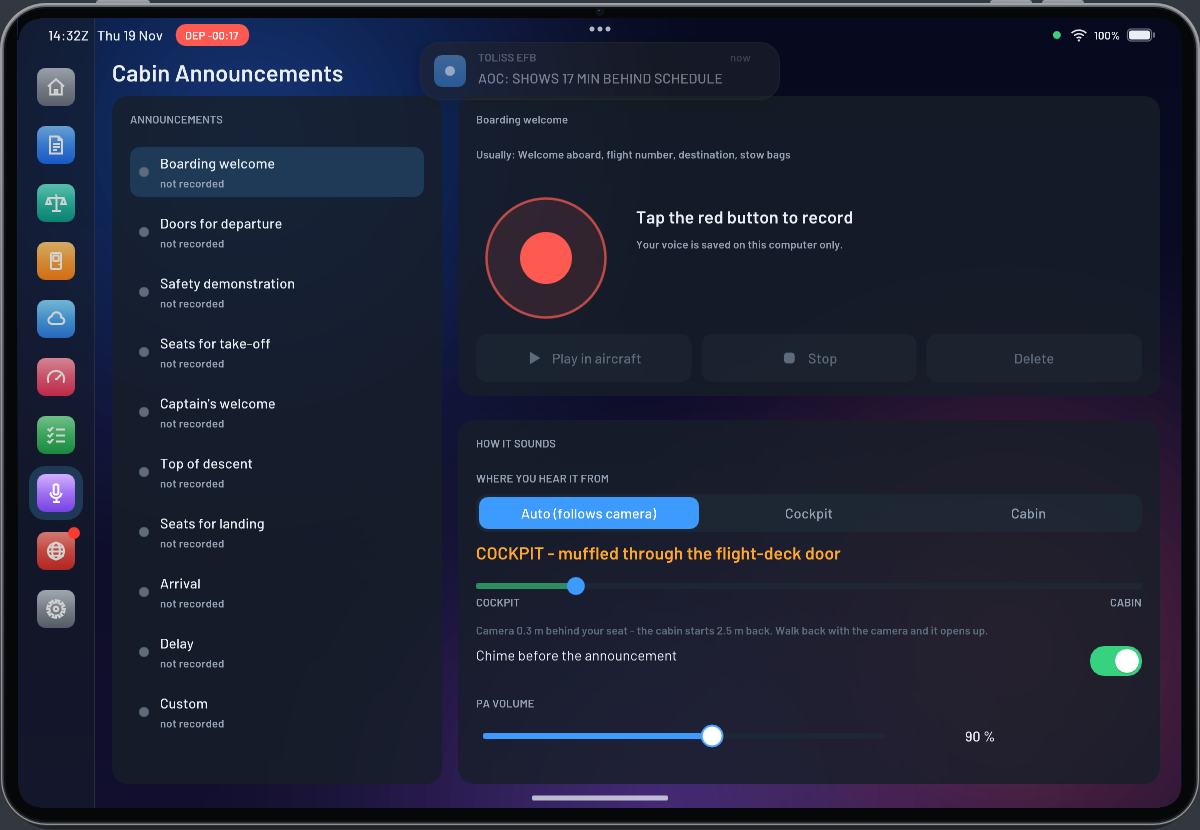 14:32Z Thu 19 Nov DEP -00:17
100%
TOLISS EFB now
AOC: SHOWS 17 MIN BEHIND SCHEDULE
Cabin Announcements
ANNOUNCEMENTS
Boarding welcome
not recorded
Doors for departure
not recorded
Safety demonstration
not recorded
Seats for take-off
not recorded
Captain's welcome
not recorded
Top of descent
not recorded
Seats for landing
not recorded
Arrival
not recorded
Delay
not recorded
Custom
not recorded
Boarding welcome
Usually: Welcome aboard, flight number, destination, stow bags
Tap the red button to record
Your voice is saved on this computer only.
Play in aircraft
Stop
Delete
HOW IT SOUNDS
WHERE YOU HEAR IT FROM
Auto (follows camera)
Cockpit
Cabin
COCKPIT - muffled through the flight-deck door
COCKPIT CABIN
Camera 0.3 m behind your seat - the cabin starts 2.5 m back. Walk back with the camera and it opens up.
Chime before the announcement
PA VOLUME
90 %